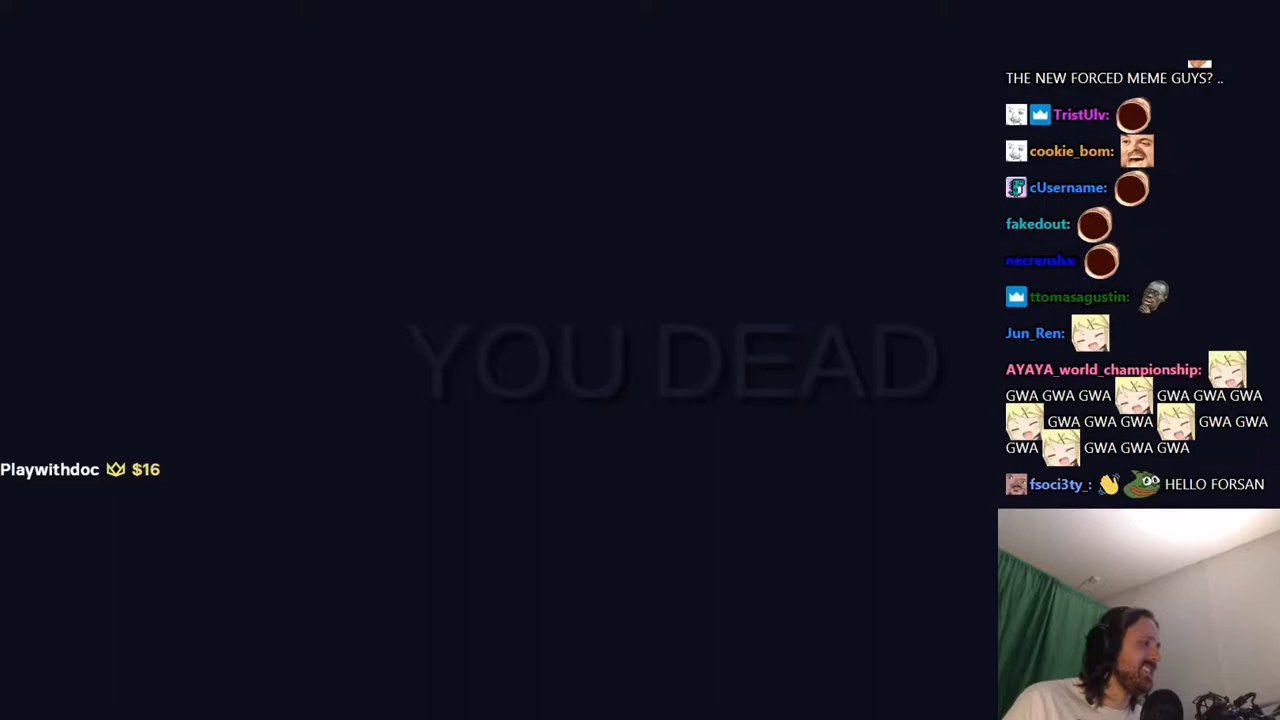 THE NEW FORCED MEME GUYS? ..
TristUlv:
cookie_bom:
cUsername:
fakedout:
necrensha:
ttomasagustin:
Jun_Ren:
AYAYA_world_championship:
GWA GWA GWA GWA GWA GWA
GWA GWA GWA GWA GWA
GWA GWA GWA GWA
fsoci3ty_: HELLO FORSAN
YOU DEAD
Playwithdoc $16